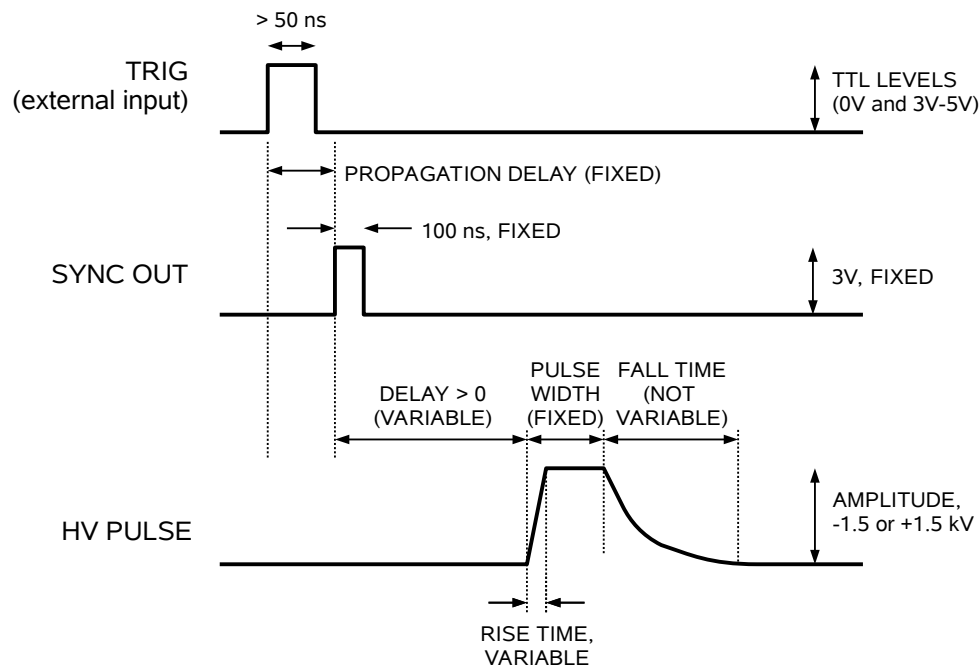 > 50 ns
TRIG
(external input)
TTL LEVELS
(0V and 3V-5V)
PROPAGATION DELAY (FIXED)
100 ns, FIXED
SYNC OUT
3V, FIXED
DELAY > 0
(VARIABLE)
PULSE
WIDTH
(FIXED)
FALL TIME
(NOT
VARIABLE)
HV PULSE
AMPLITUDE,
-1.5 or +1.5 kV
RISE TIME,
VARIABLE